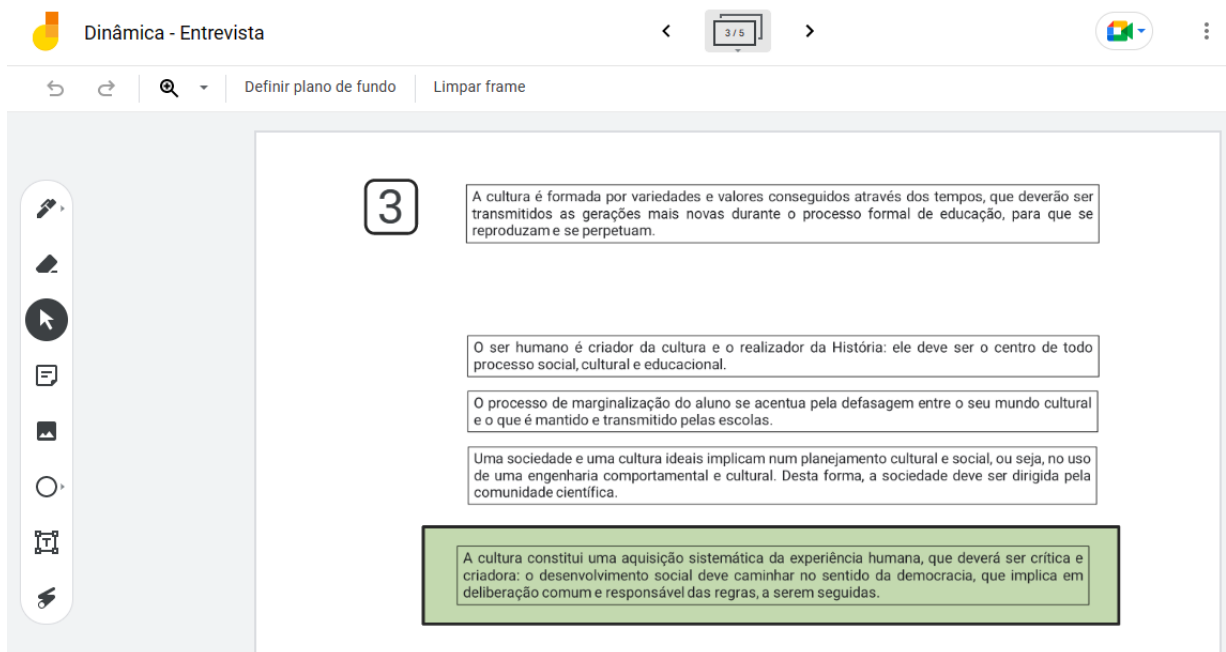 Dinâmica - Entrevista
3 / 5
Definir plano de fundo
Limpar frame
3
A cultura é formada por variedades e valores conseguidos através dos tempos, que deverão ser
transmitidos as gerações mais novas durante o processo formal de educação, para que se
reproduzam e se perpetuam.
O ser humano é criador da cultura e o realizador da História: ele deve ser o centro de todo
processo social, cultural e educacional.
O processo de marginalização do aluno se acentua pela defasagem entre o seu mundo cultural
e o que é mantido e transmitido pelas escolas.
Uma sociedade e uma cultura ideais implicam num planejamento cultural e social, ou seja, no uso
de uma engenharia comportamental e cultural. Desta forma, a sociedade deve ser dirigida pela
comunidade científica.
A cultura constitui uma aquisição sistemática da experiência humana, que deverá ser crítica e
criadora: o desenvolvimento social deve caminhar no sentido da democracia, que implica em
deliberação comum e responsável das regras, a serem seguidas.